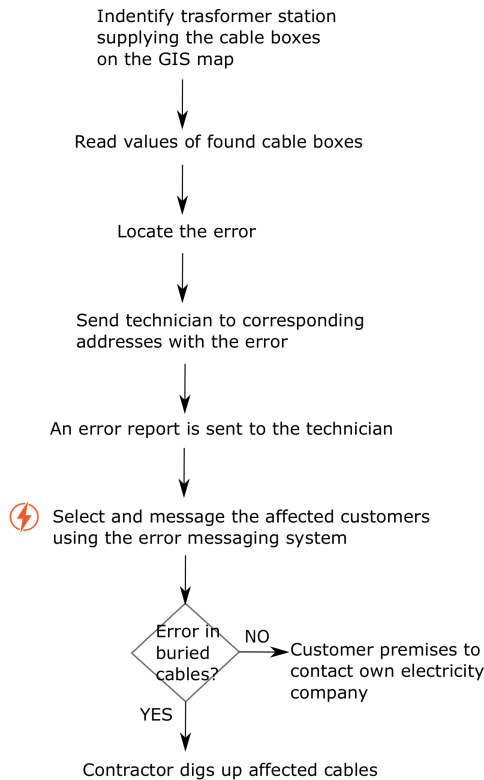 Indentify trasformer station
supplying the cable boxes
on the GIS map
Read values of found cable boxes
Locate the error
Send technician to corresponding
addresses with the error
An error report is sent to the technician
Select and message the affected customers
using the error messaging system
Error in
buried
cables?
NO
Customer premises to
contact own electricity
company
YES
Contractor digs up affected cables